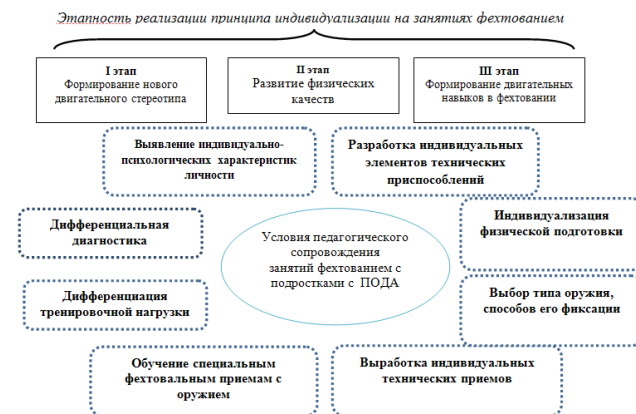 Этапность реализации принципа индивидуализации на занятиях фехтованием
I этап
Формирование нового
двигательного стереотипа
II этап
Развитие физических
качеств
III этап
Формирование двигательных
навыков в фехтовании
Выявление индивидуально-
психологических характеристик
личности
Разработка индивидуальных
элементов технических
приспособлений
Дифференциальная
диагностика
Условия педагогического
сопровождения
занятий фехтованием с
подростками с ПОДА
Индивидуализация
физической подготовки
Дифференциация
тренировочной нагрузки
Выбор типа оружия,
способов его фиксации
Обучение специальным
фехтовальным приемам с
оружием
Выработка индивидуальных
технических приемов